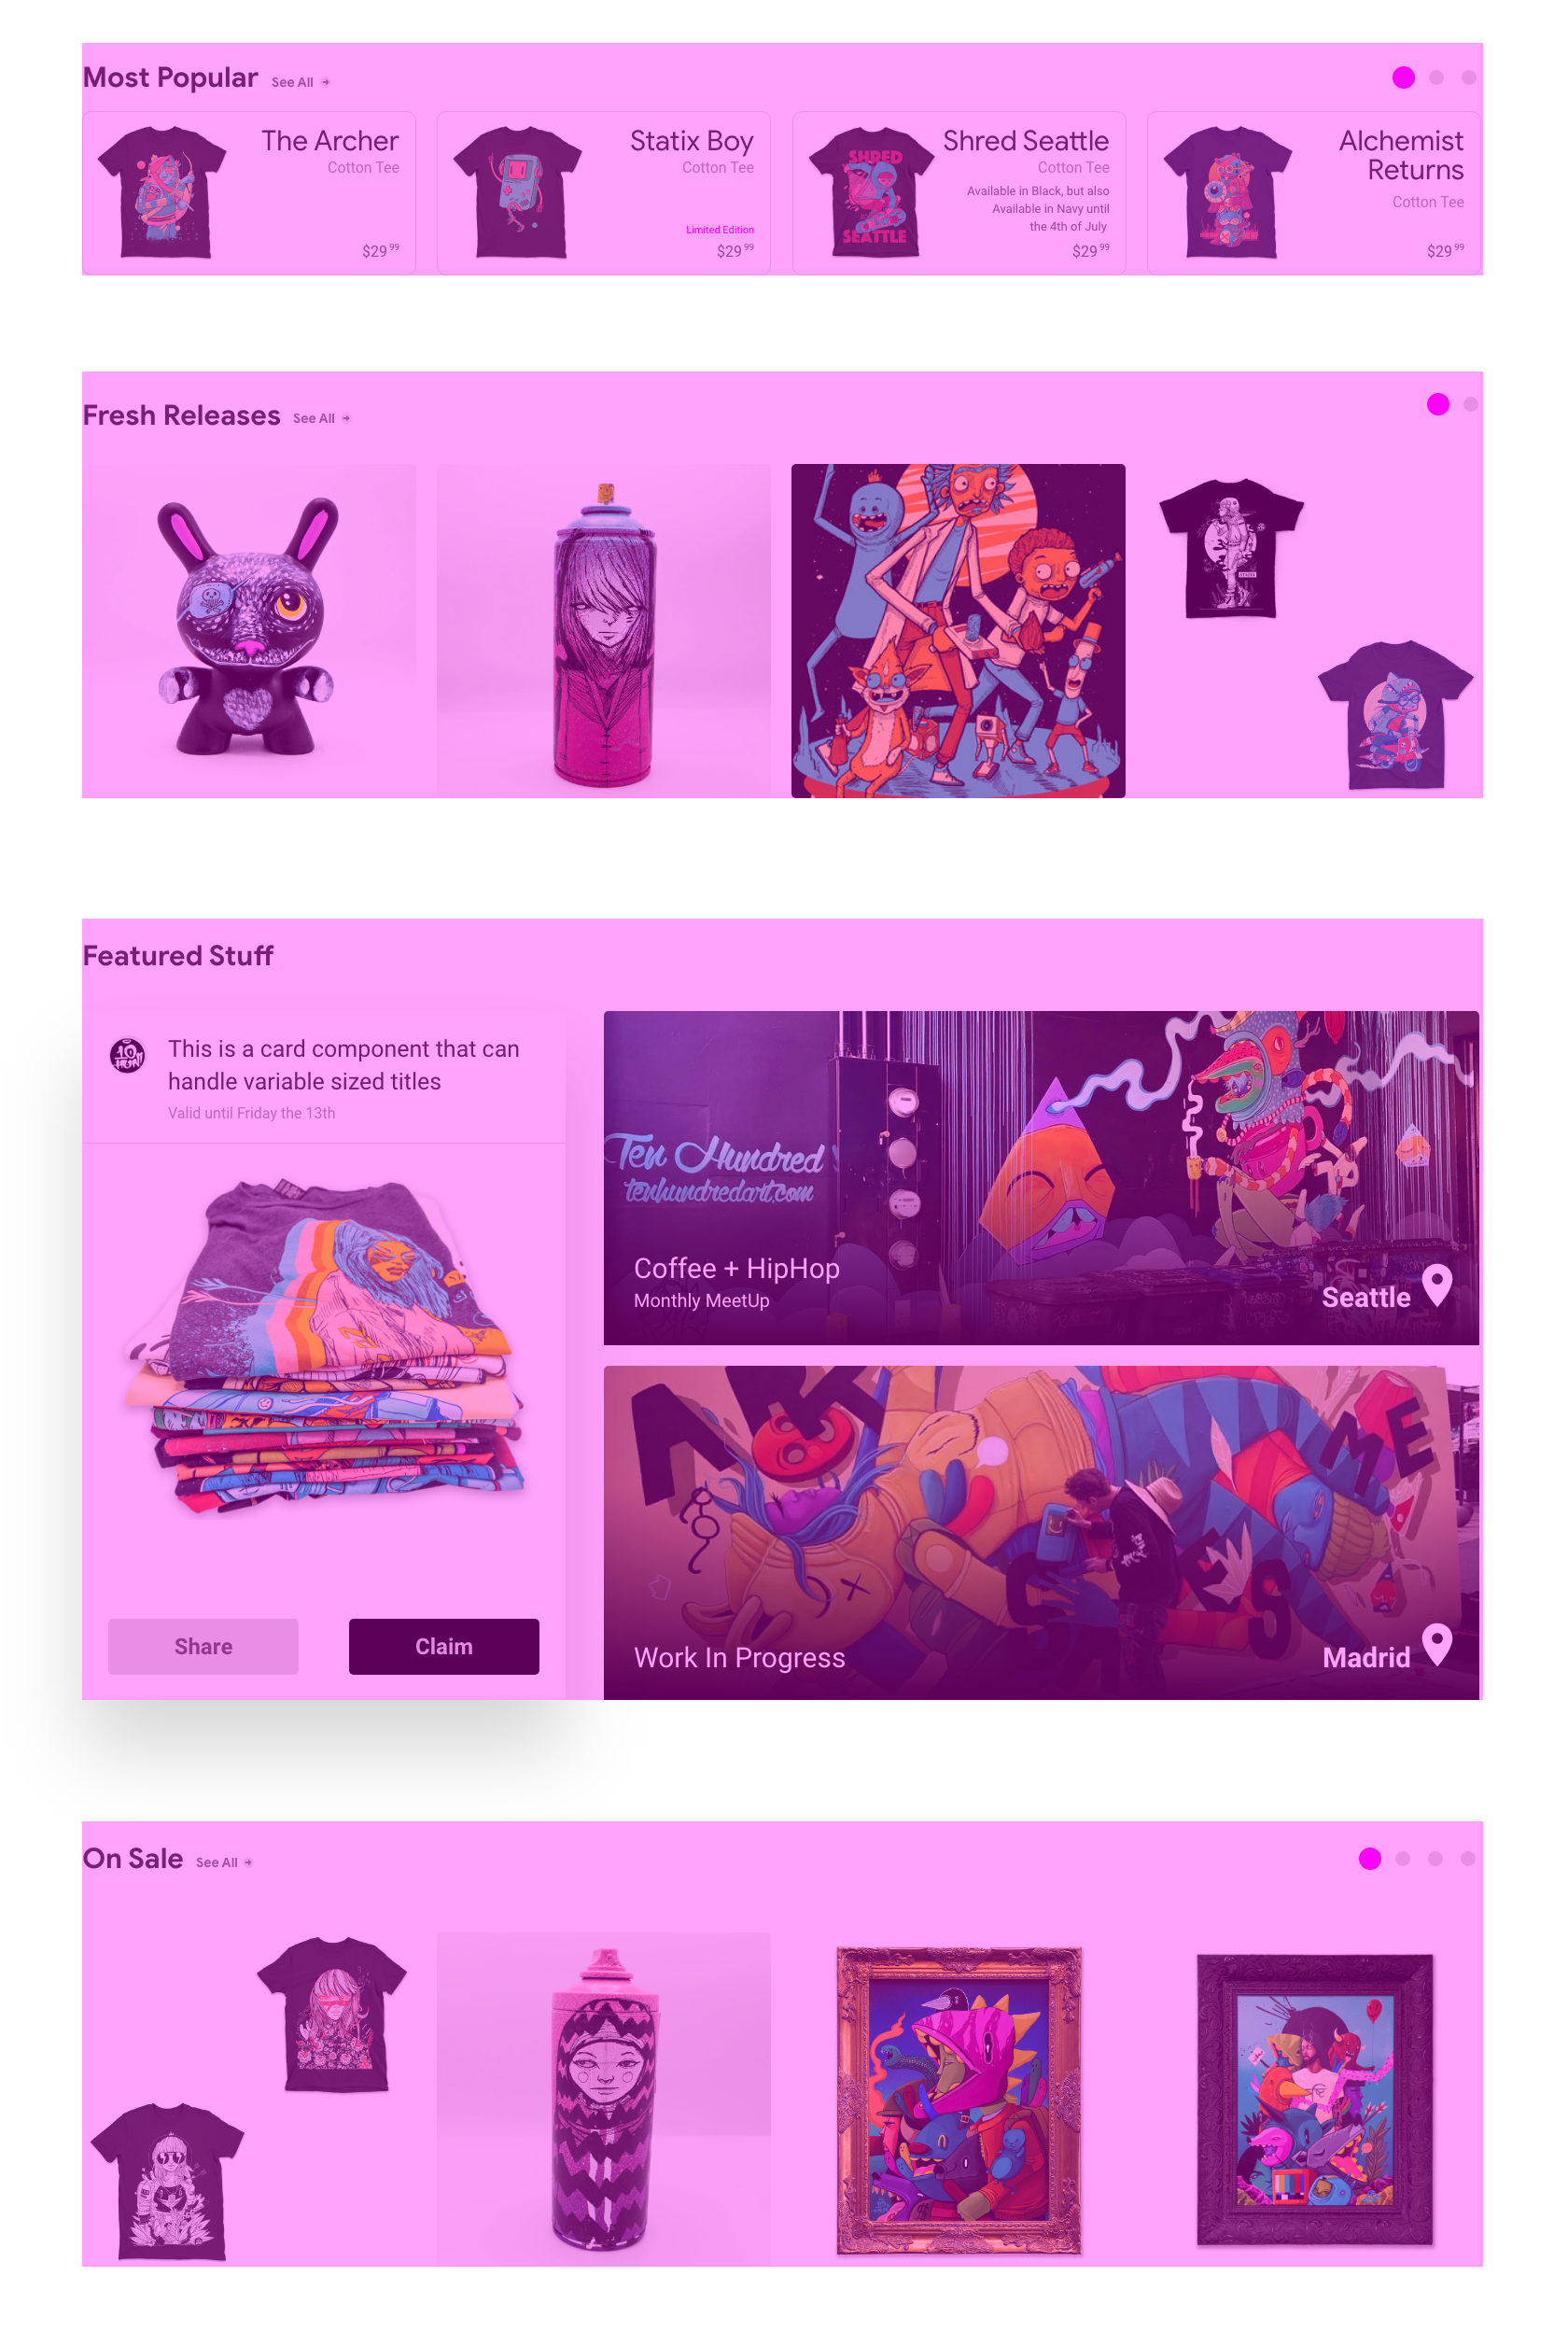 Most Popular See All →
The Archer
Cotton Tee
$29 99
Statix Boy
Cotton Tee
Limited Edition
$29 99
SHRED
SEATTLE
Shred Seattle
Cotton Tee
Available in Black, but also
Available in Navy until
the 4th of July
$29 99
Alchemist
Returns
Cotton Tee
$29 99
Fresh Releases See All →
Featured Stuff
This is a card component that can
handle variable sized titles
Valid until Friday the 13th
Share
Claim
Ten Hundred
tenhundredart.com
Coffee + HipHop
Monthly MeetUp
Seattle
Work In Progress
Madrid
On Sale See All →